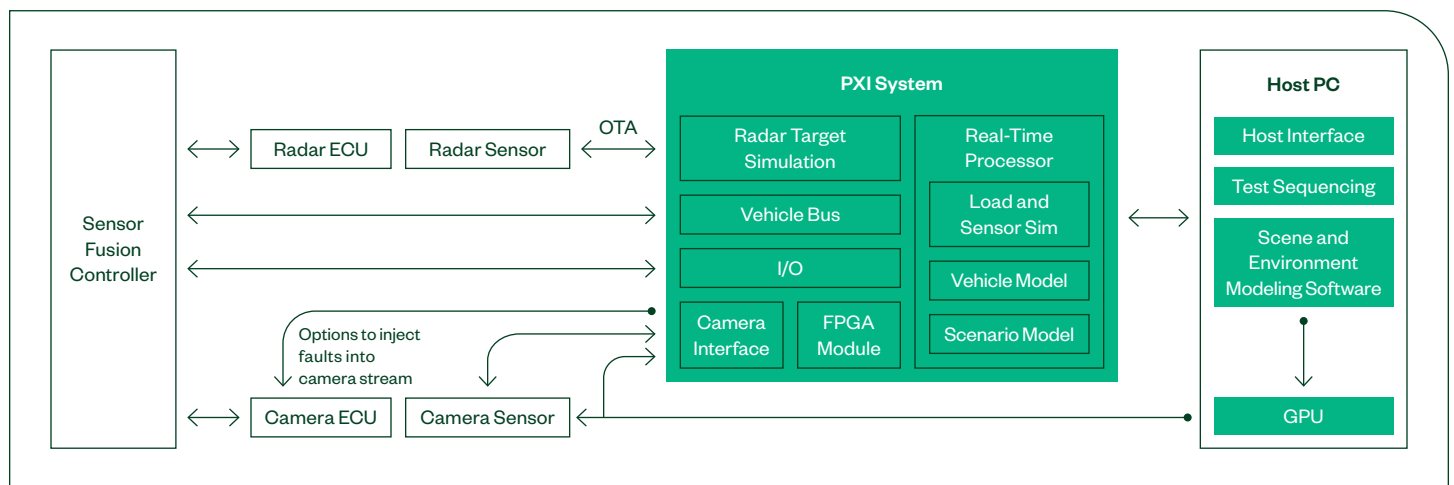 Sensor
Fusion
Controller
Radar ECU
Radar Sensor
OTA
Options to inject
faults into
camera stream
Camera ECU
Camera Sensor
PXI System
Radar Target
Simulation
Vehicle Bus
I/O
Camera
Interface
FPGA
Module
Real-Time
Processor
Load and
Sensor Sim
Vehicle Model
Scenario Model
Host PC
Host Interface
Test Sequencing
Scene and
Environment
Modeling Software
GPU